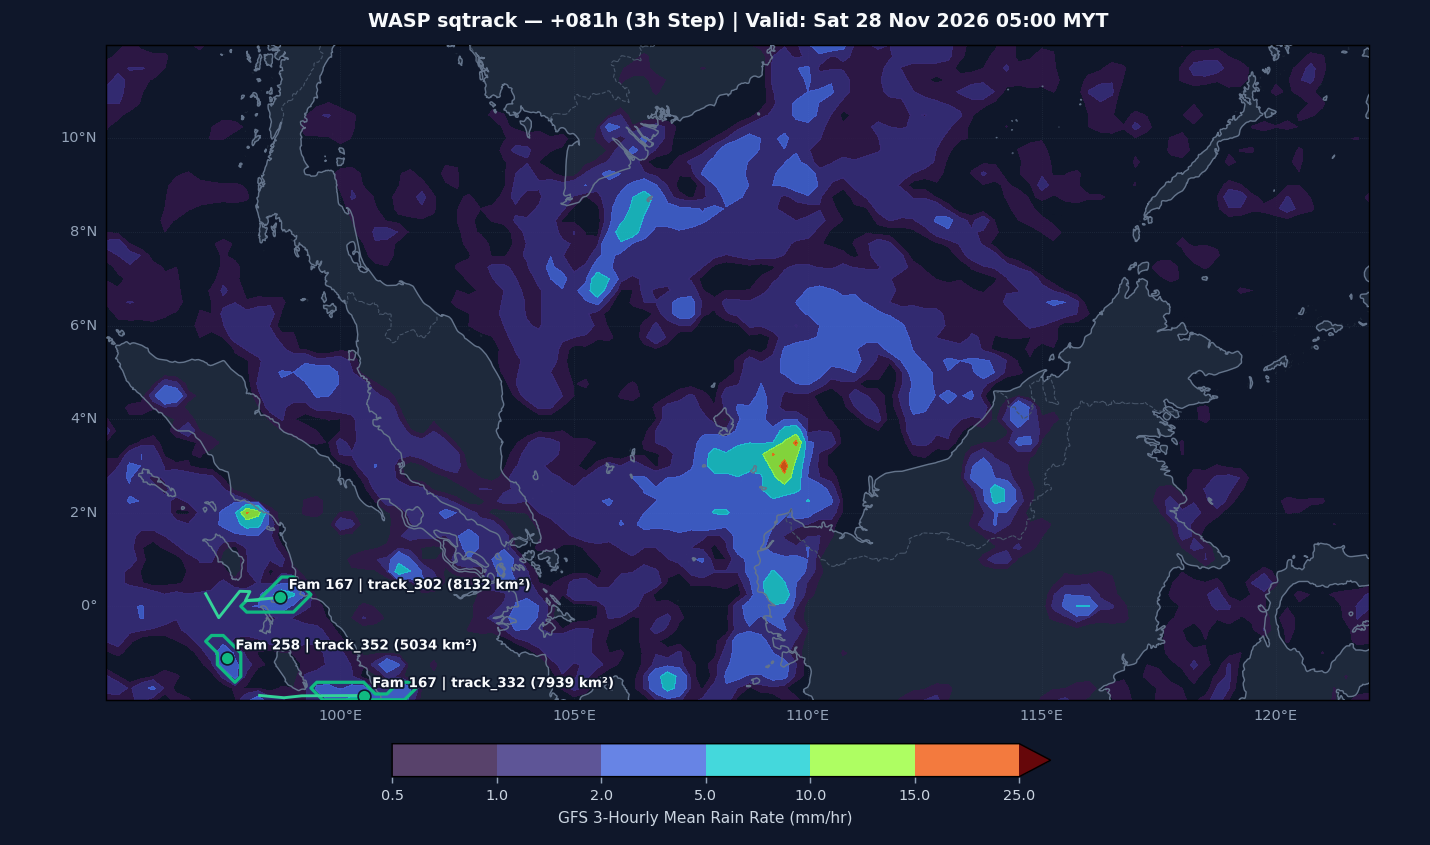 WASP sqtrack — +081h (3h Step) | Valid: Sat 28 Nov 2026 05:00 MYT
10°N
8°N
6°N
4°N
2°N
0°
Fam 167 | track_302 (8132 km²)
Fam 258 | track_352 (5034 km²)
Fam 167 | track_332 (7939 km²)
100°E 105°E 110°E 115°E 120°E
0.5 1.0 2.0 5.0 10.0 15.0 25.0
GFS 3-Hourly Mean Rain Rate (mm/hr)